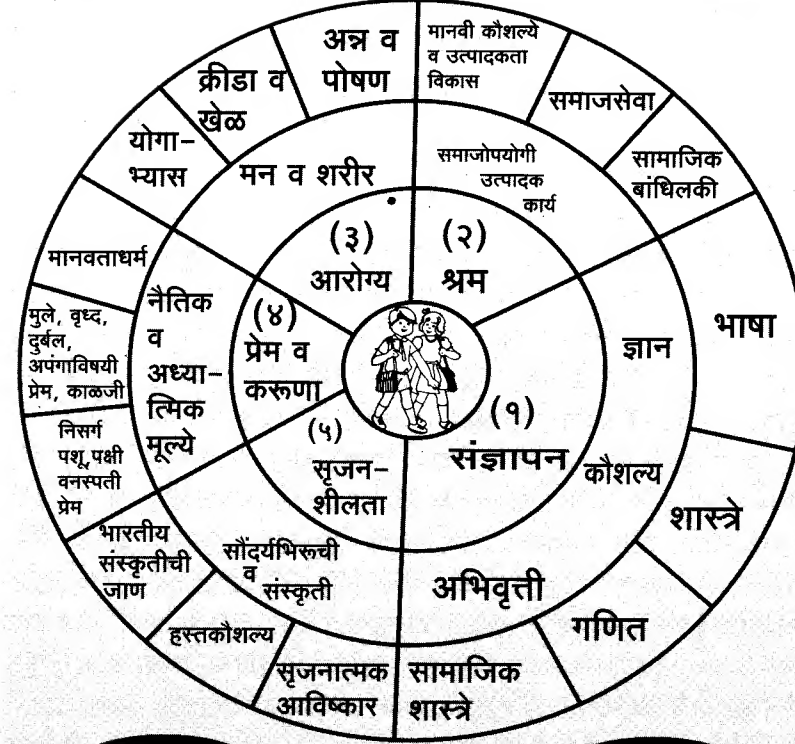 अन्न व
पोषण
मानवी कौशल्ये
व उत्पादकता
विकास
समाजसेवा
सामाजिक
बांधिलकी
भाषा
शास्त्रे
गणित
सामाजिक
शास्त्रे
सृजनात्मक
आविष्कार
हस्तकौशल्य
भारतीय
संस्कृतीची
जाण
निसर्ग
पशू,पक्षी
वनस्पती
प्रेम
मुले, वृध्द,
दुर्बल,
अपंगाविषयी
प्रेम, काळजी
मानवताधर्म
योगा-
भ्यास
क्रीडा व
खेळ
मन व शरीर
समाजोपयोगी
उत्पादक
कार्य
ज्ञान
कौशल्य
अभिवृत्ती
सौंदर्यभिरूची
व
संस्कृती
नैतिक
व
अध्या-
त्मिक
मूल्ये
(३)
आरोग्य
(२)
श्रम
(१)
संज्ञापन
(५)
सृजन-
शीलता
(४)
प्रेम व
करूणा